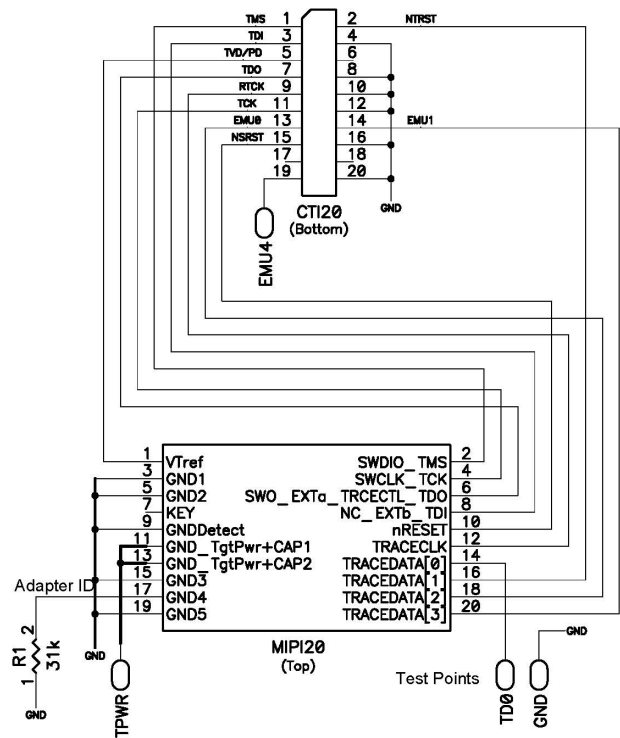 TMS 1 2 NTRST
TDI 3 4
TVD/PD 5 6
TDO 7 8
RTCK 9 10
TCK 11 12
EMU0 13 14 EMU1
NSRST 15 16
17 18
19 20
GND
CTI20
(Bottom)
EMU4
1 VTref SWDIO_TMS 2
3 GND1 SWCLK_TCK 4
5 GND2 SWO_EXTa_TRCECTL_TDO 6
7 KEY NC_EXTb_TDI 8
9 GNDDetect nRESET 10
11 GND_TgtPwr+CAP1 TRACECLK 12
13 GND_TgtPwr+CAP2 TRACEDATA[0] 14
15 GND3 TRACEDATA[1] 16
Adapter ID
17 GND4 TRACEDATA[2] 18
19 GND5 TRACEDATA[3] 20
MIPI20
(Top)
R1
2
31k
1
GND
GND
TPWR
Test Points
TD0
GND
GND